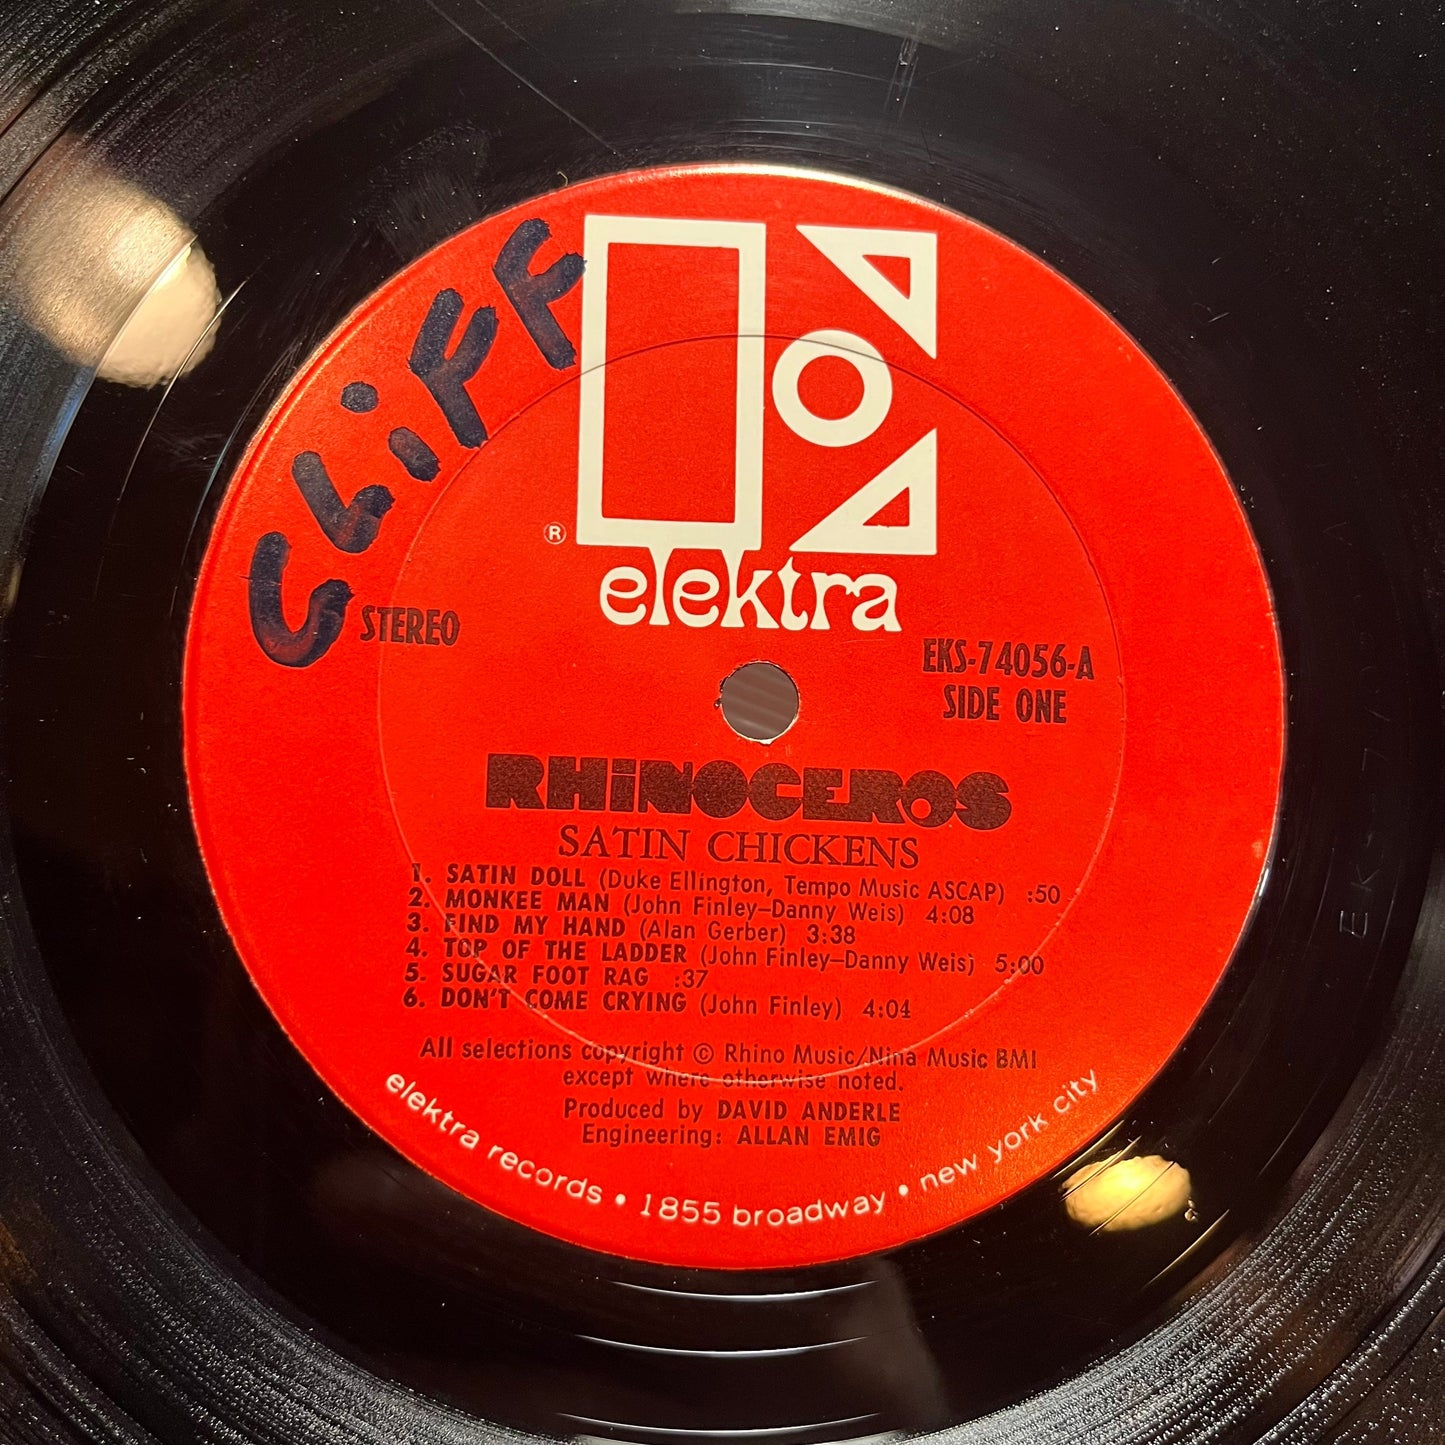 CLiFF
®
elektra
STEREO
EKS-74056-A
SIDE ONE
RHiNOCEROS
SATIN CHICKENS
1. SATIN DOLL (Duke Ellington, Tempo Music ASCAP) :50
2. MONKEE MAN (John Finley–Danny Weis) 4:08
3. FIND MY HAND (Alan Gerber) 3:38
4. TOP OF THE LADDER (John Finley–Danny Weis) 5:00
5. SUGAR FOOT RAG :37
6. DON'T COME CRYING (John Finley) 4:04
All selections copyright © Rhino Music/Nina Music BMI
except where otherwise noted.
Produced by DAVID ANDERLE
Engineering: ALLAN EMIG
elektra records • 1855 broadway • new york city